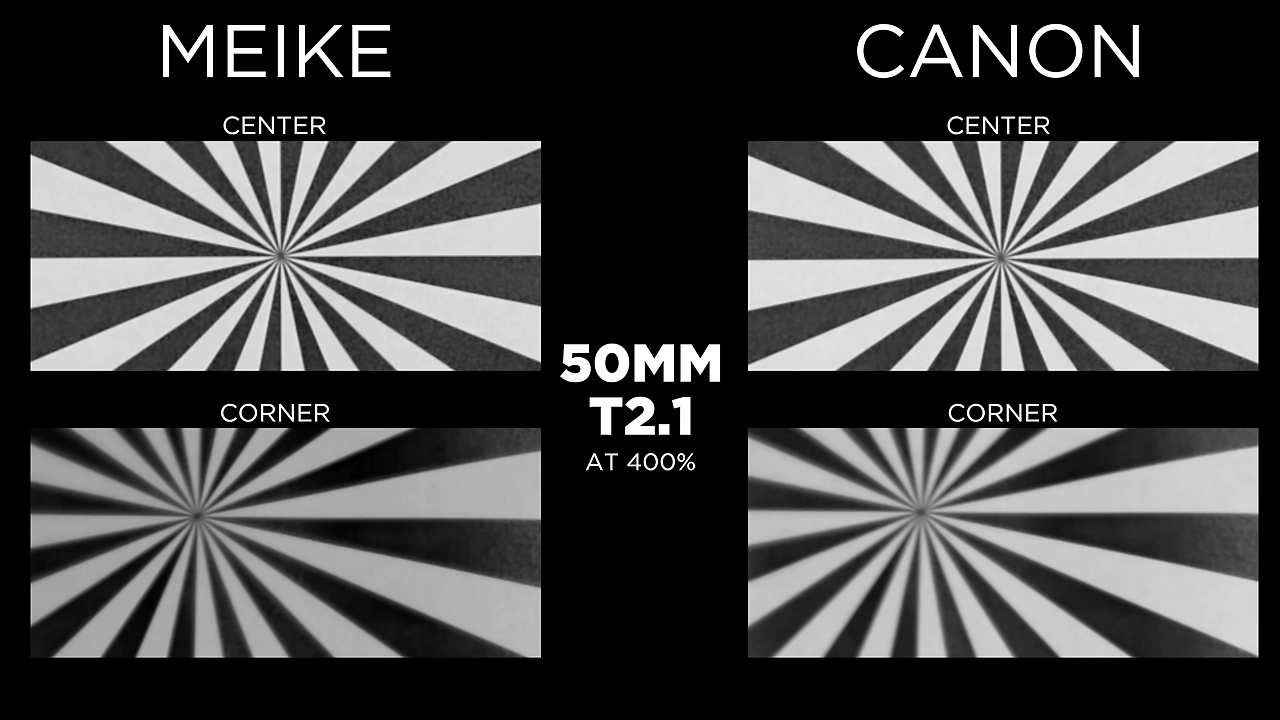 MEIKE
CANON
CENTER
CENTER
50MM
T2.1
AT 400%
CORNER
CORNER